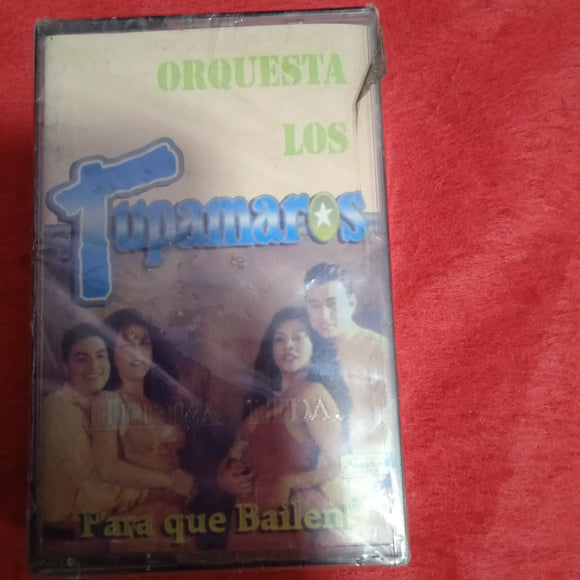 ORQUESTA
LOS
Tupamaros
Para que Bailen!